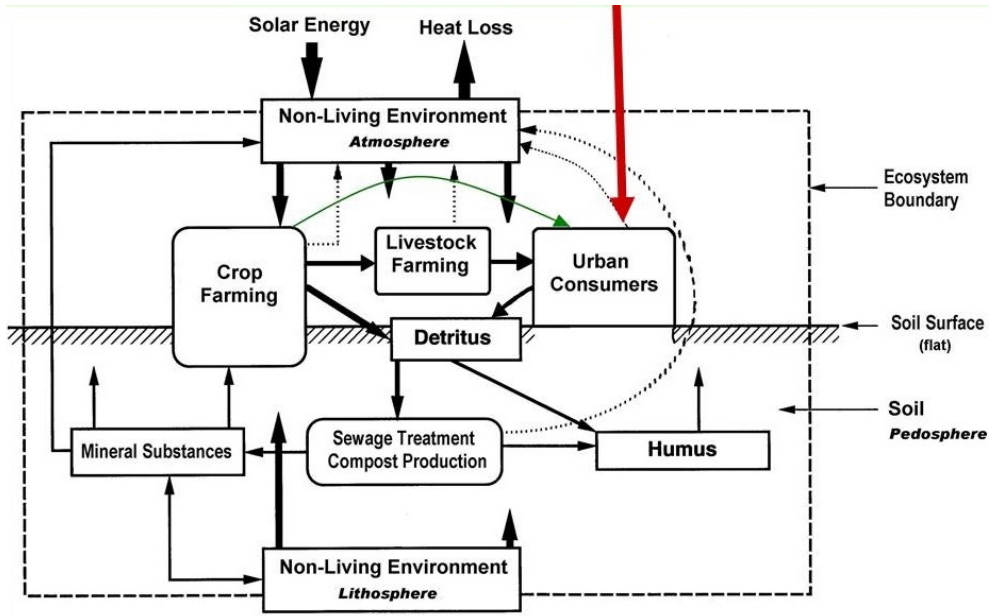 Solar Energy
Heat Loss
Non-Living Environment
Atmosphere
Ecosystem
Boundary
Crop
Farming
Livestock
Farming
Urban
Consumers
Detritus
Soil Surface
(flat)
Mineral Substances
Sewage Treatment
Compost Production
Humus
Soil
Pedosphere
Non-Living Environment
Lithosphere